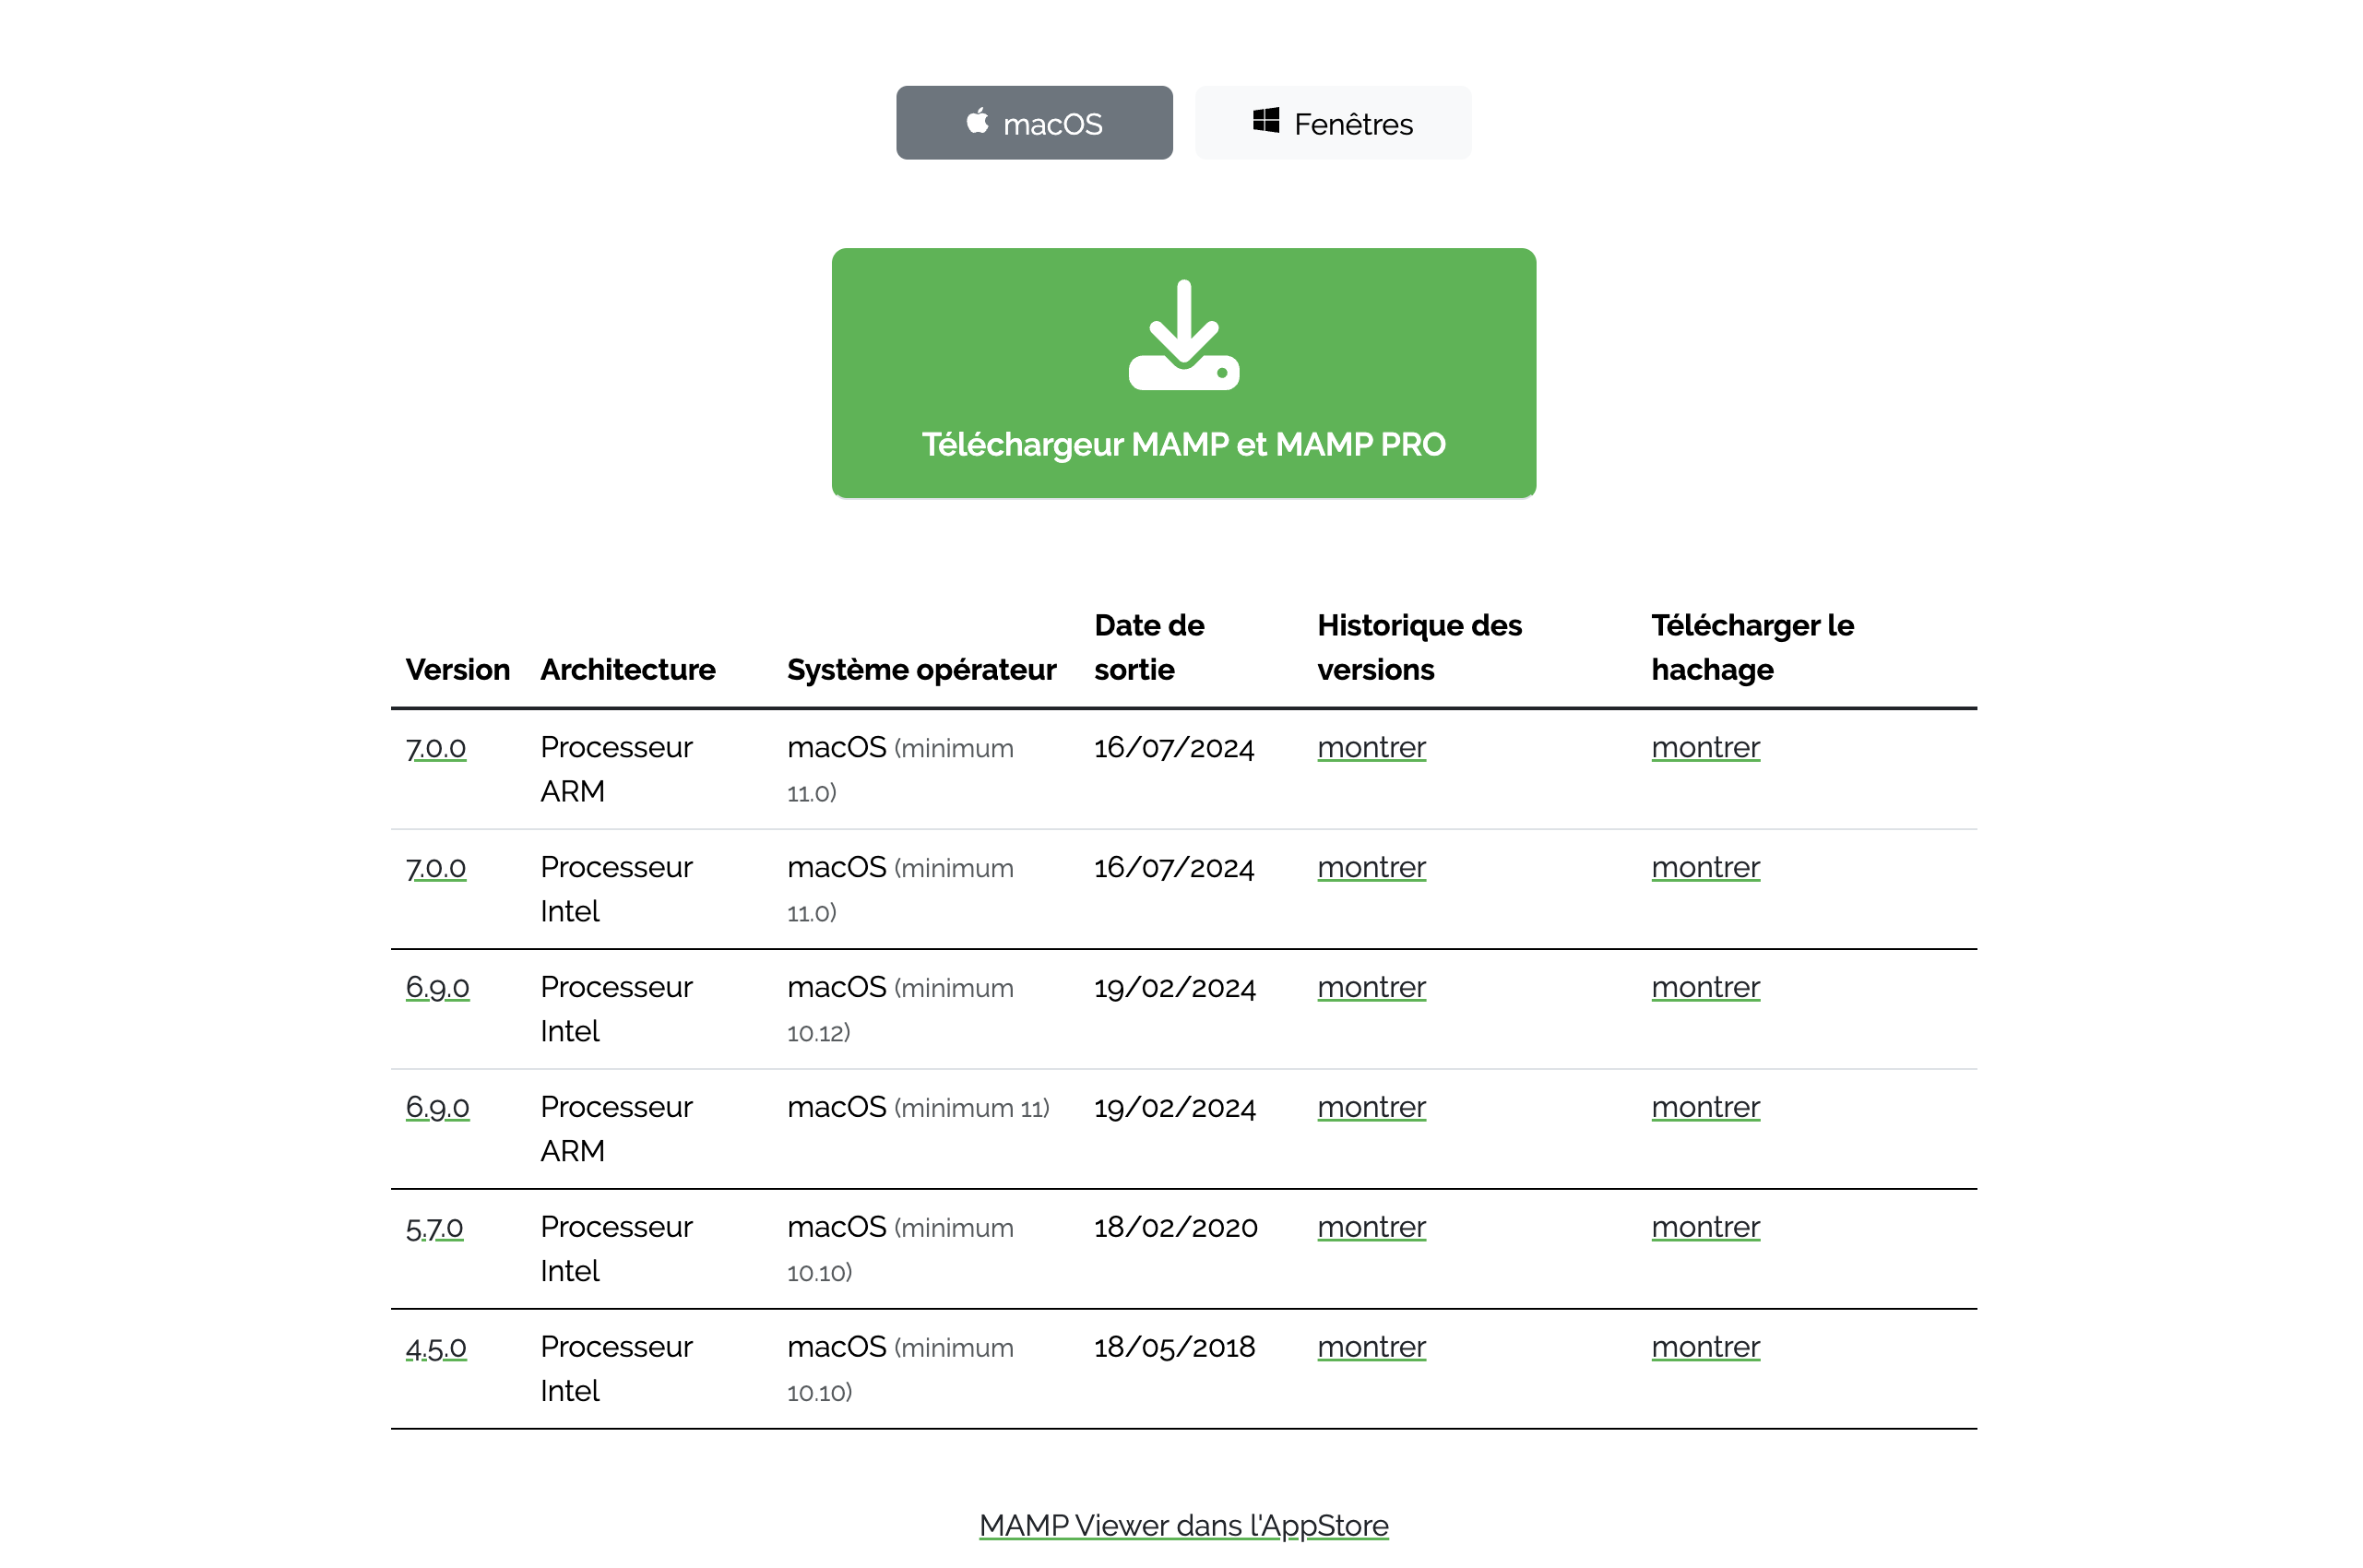 macOS
Fenêtres
Téléchargeur MAMP et MAMP PRO
Version Architecture Système opérateur Date de sortie Historique des versions Télécharger le hachage
7.0.0 Processeur ARM macOS (minimum 11.0) 16/07/2024 montrer montrer
7.0.0 Processeur Intel macOS (minimum 11.0) 16/07/2024 montrer montrer
6.9.0 Processeur Intel macOS (minimum 10.12) 19/02/2024 montrer montrer
6.9.0 Processeur ARM macOS (minimum 11) 19/02/2024 montrer montrer
5.7.0 Processeur Intel macOS (minimum 10.10) 18/02/2020 montrer montrer
4.5.0 Processeur Intel macOS (minimum 10.10) 18/05/2018 montrer montrer
MAMP Viewer dans l'AppStore